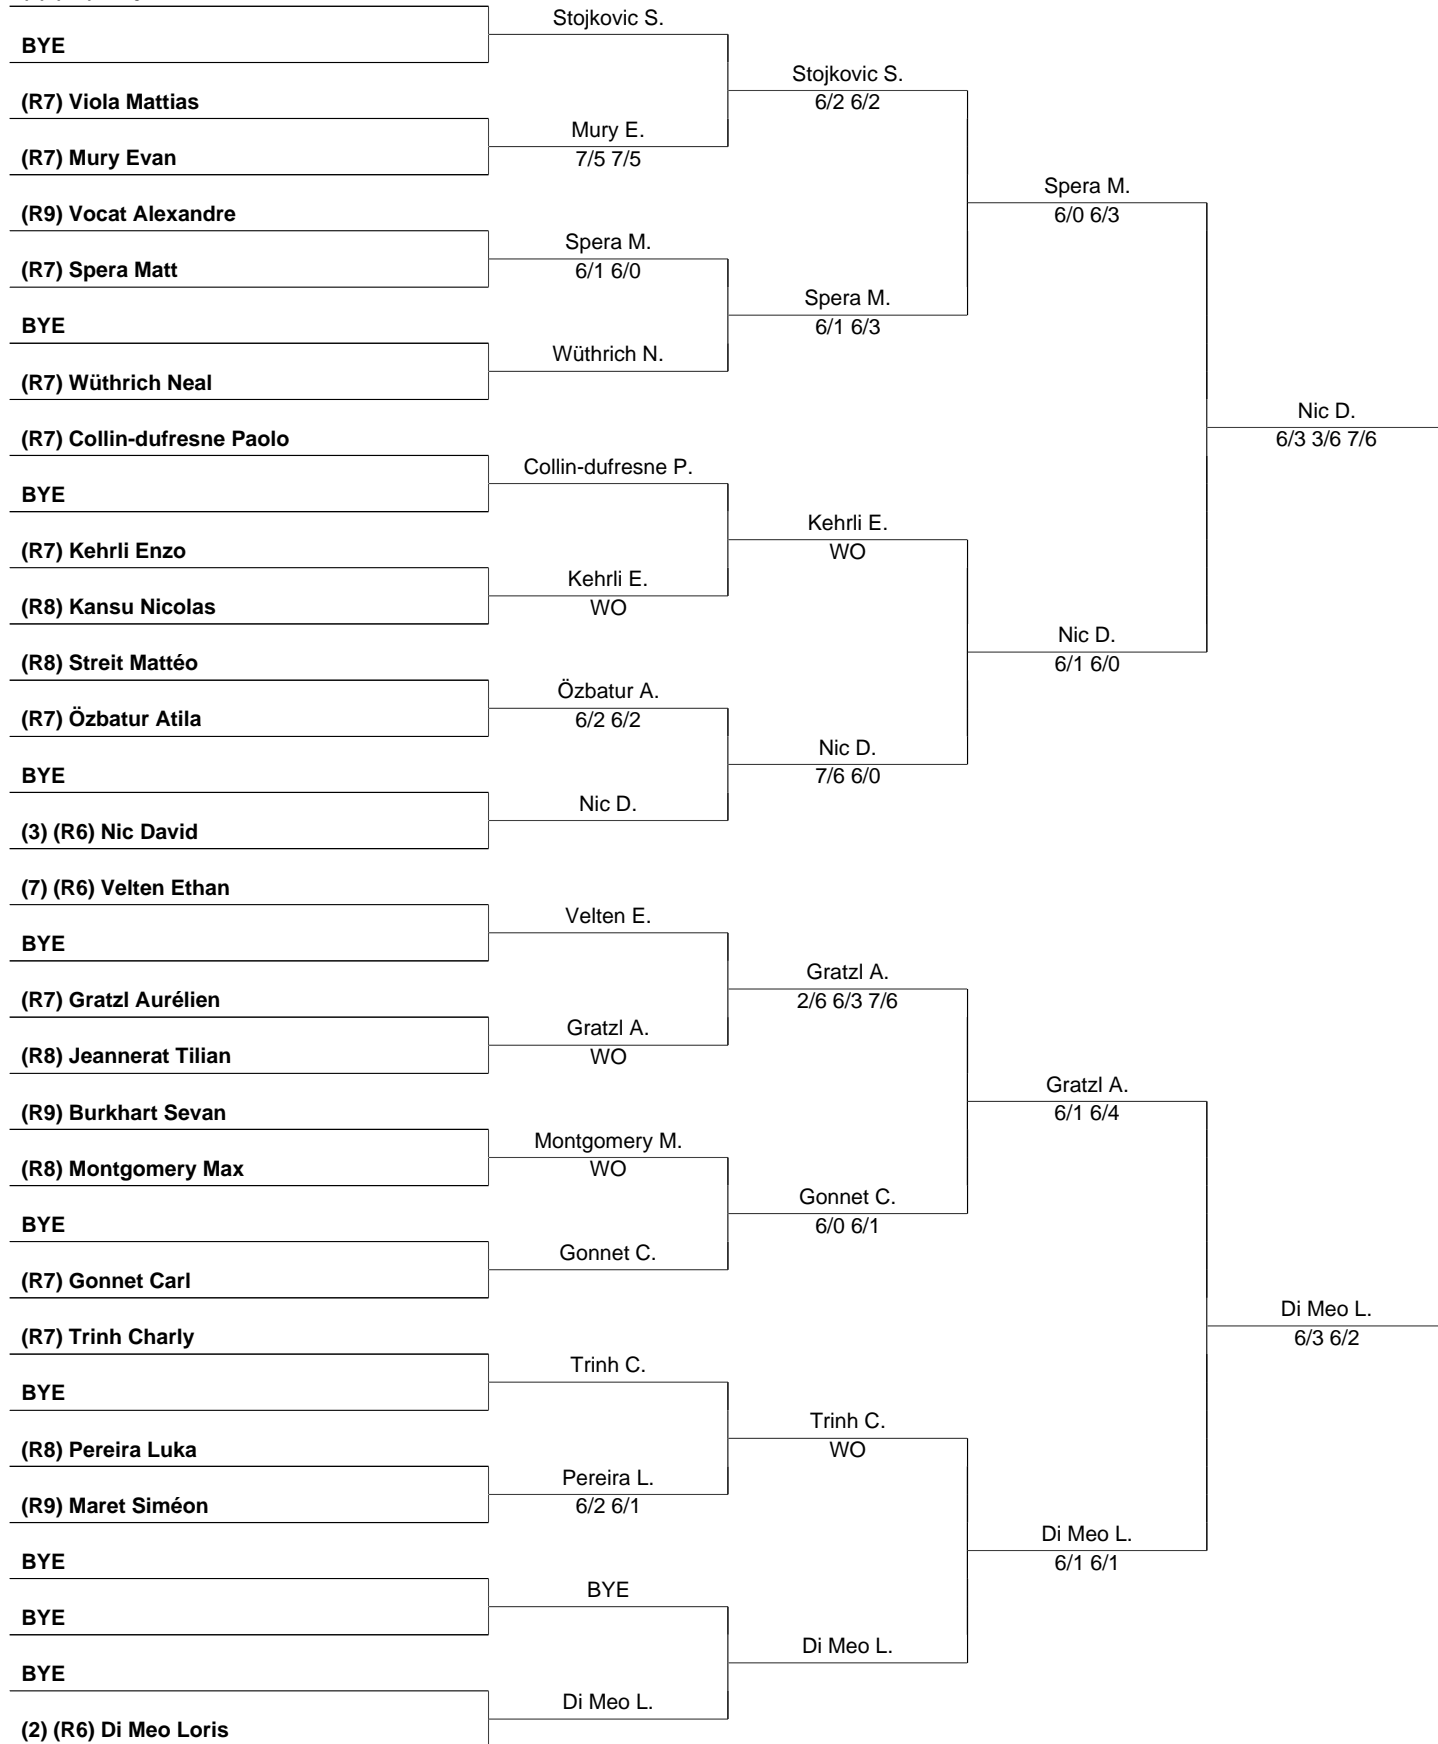 Stojkovic S.
BYE
Stojkovic S.
(R7) Viola Mattias
6/2 6/2
Mury E.
(R7) Mury Evan
7/5 7/5
Spera M.
(R9) Vocat Alexandre
6/0 6/3
Spera M.
(R7) Spera Matt
6/1 6/0
Spera M.
BYE
6/1 6/3
Wüthrich N.
(R7) Wüthrich Neal
Nic D.
(R7) Collin-dufresne Paolo
6/3 3/6 7/6
Collin-dufresne P.
BYE
Kehrli E.
(R7) Kehrli Enzo
WO
Kehrli E.
(R8) Kansu Nicolas
WO
Nic D.
(R8) Streit Mattéo
6/1 6/0
Özbatur A.
(R7) Özbatur Atila
6/2 6/2
Nic D.
BYE
7/6 6/0
Nic D.
(3) (R6) Nic David
(7) (R6) Velten Ethan
Velten E.
BYE
Gratzl A.
(R7) Gratzl Aurélien
2/6 6/3 7/6
Gratzl A.
(R8) Jeannerat Tilian
WO
Gratzl A.
(R9) Burkhart Sevan
6/1 6/4
Montgomery M.
(R8) Montgomery Max
WO
Gonnet C.
BYE
6/0 6/1
Gonnet C.
(R7) Gonnet Carl
Di Meo L.
(R7) Trinh Charly
6/3 6/2
Trinh C.
BYE
Trinh C.
(R8) Pereira Luka
WO
Pereira L.
(R9) Maret Siméon
6/2 6/1
Di Meo L.
BYE
6/1 6/1
BYE
BYE
Di Meo L.
BYE
Di Meo L.
(2) (R6) Di Meo Loris